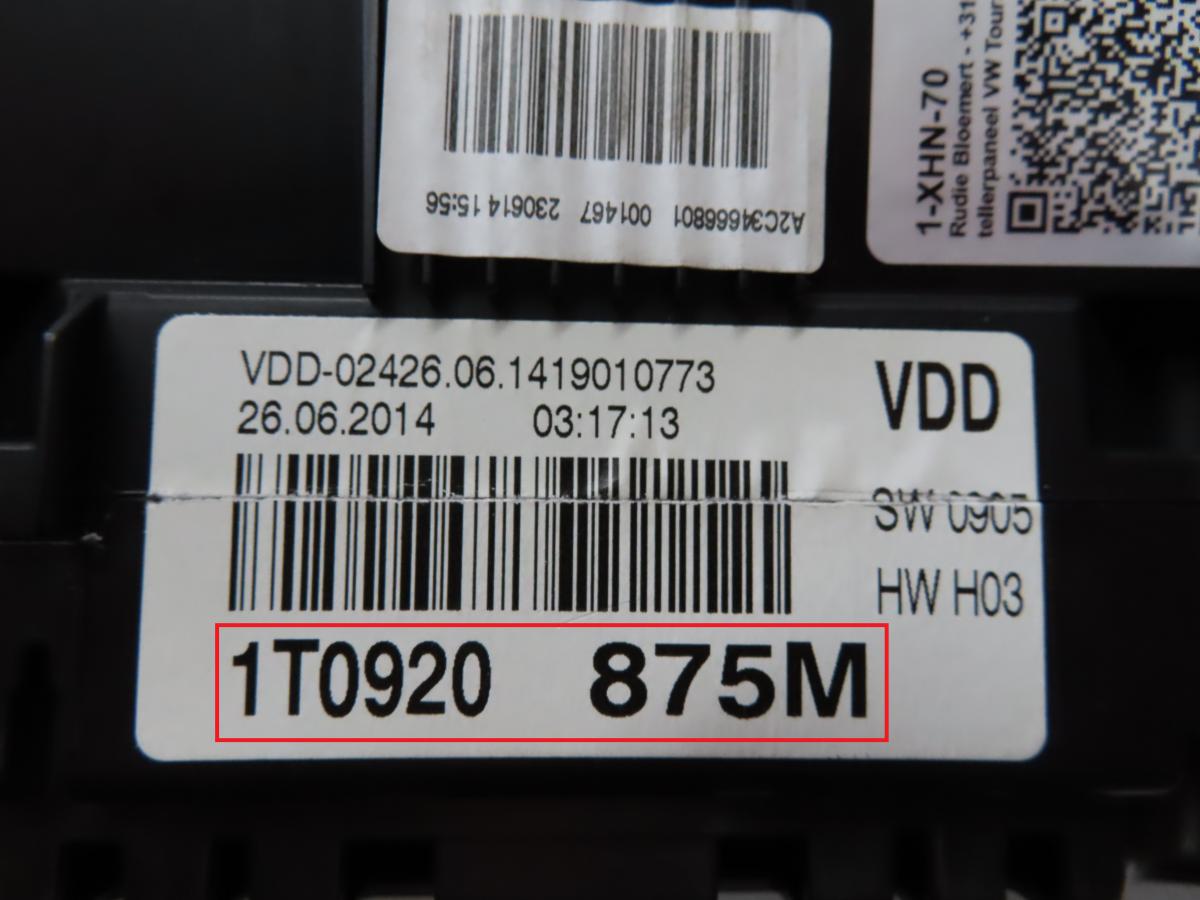 A2C34666801 001467 230614 15:56
1-XHN-70
Rudie Bloemert - +31
tellerpaneel VW Tour
VDD-02426.06.1419010773
26.06.2014 03:17:13
VDD
SW 0905
HW H03
1T0920 875M